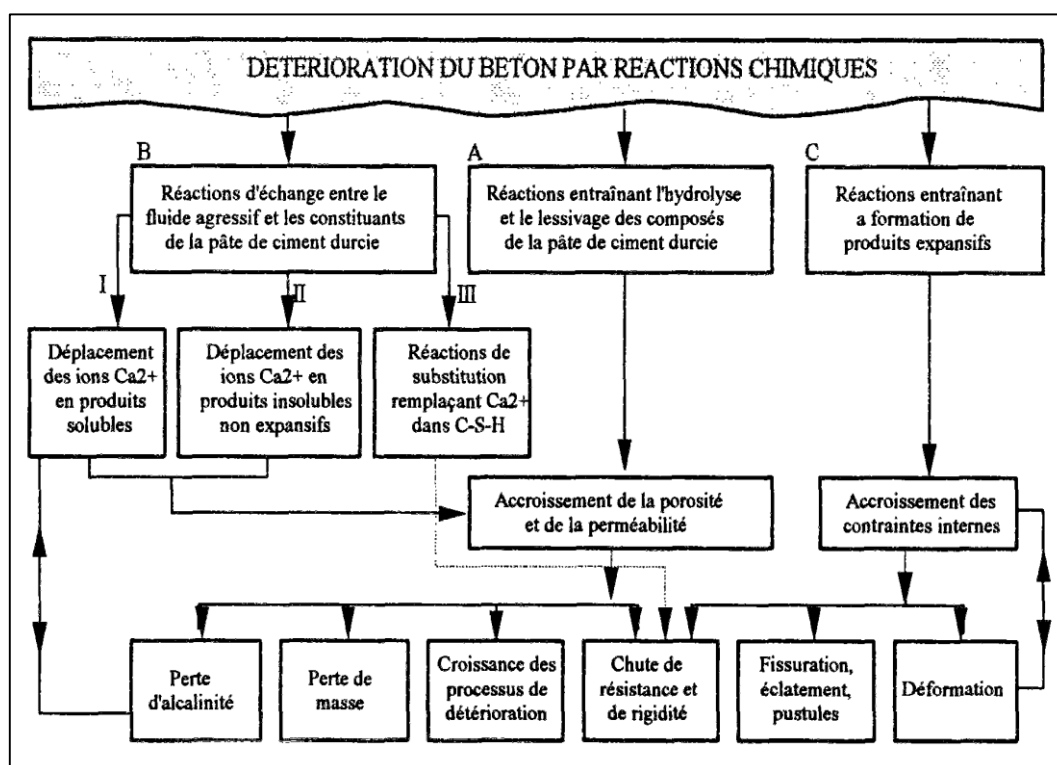 DETERIORATION DU BETON PAR REACTIONS CHIMIQUES
B
Réactions d'échange entre le
fluide agressif et les constituants
de la pâte de ciment durcie
A
Réactions entraînant l'hydrolyse
et le lessivage des composés
de la pâte de ciment durcie
C
Réactions entraînant
a formation de
produits expansifs
I
II
III
Déplacement
des ions Ca2+
en produits
solubles
Déplacement des
ions Ca2+ en
produits insolubles
non expansifs
Réactions de
substitution
remplaçant Ca2+
dans C-S-H
Accroissement de la porosité
et de la perméabilité
Accroissement des
contraintes internes
Perte
d'alcalinité
Perte de
masse
Croissance des
processus de
détérioration
Chute de
résistance et
de rigidité
Fissuration,
éclatement,
pustules
Déformation